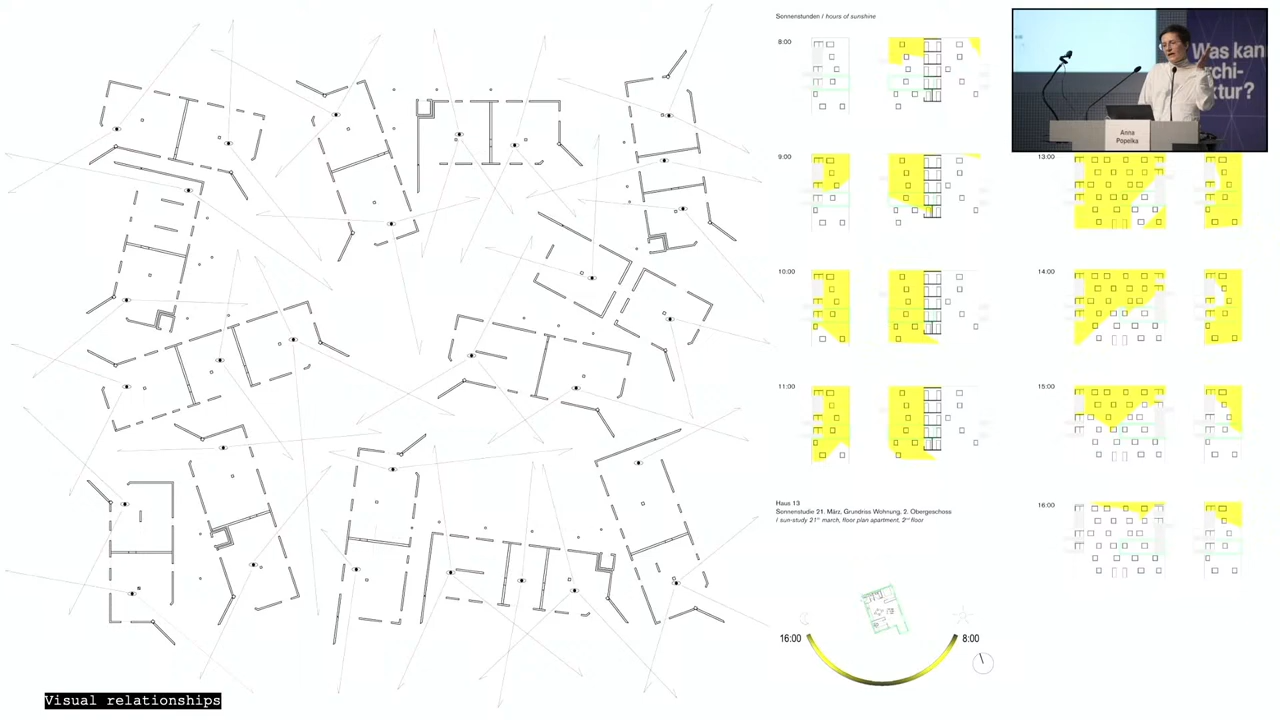 Sonnenstunden / hours of sunshine
8:00
9:00
10:00
11:00
13:00
14:00
15:00
16:00
Haus 13
Sonnenstudie 21. März, Grundriss Wohnung, 2. Obergeschoss
/ sun-study 21st march, floor plan apartment, 2nd floor
16:00
8:00
Visual relationships
Was kan
rchi-
ktur?
Anna
Popelka